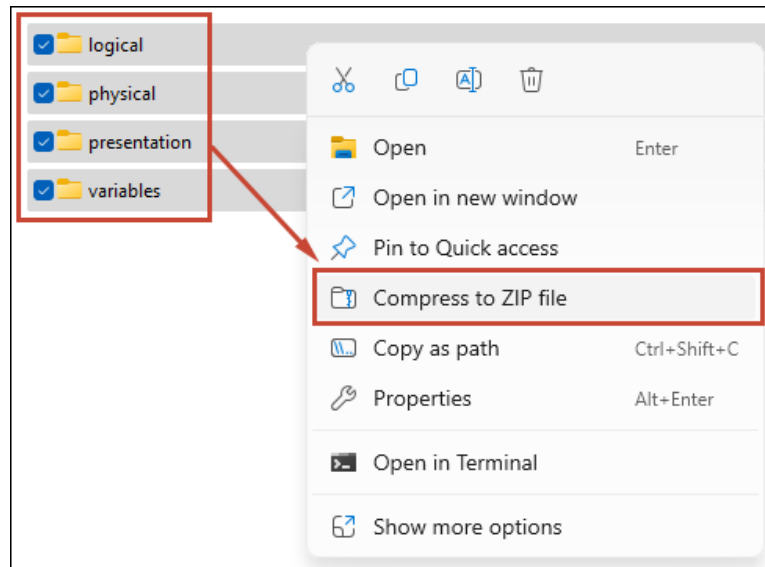 logical
physical
presentation
variables
Open Enter
Open in new window
Pin to Quick access
Compress to ZIP file
Copy as path Ctrl+Shift+C
Properties Alt+Enter
Open in Terminal
Show more options